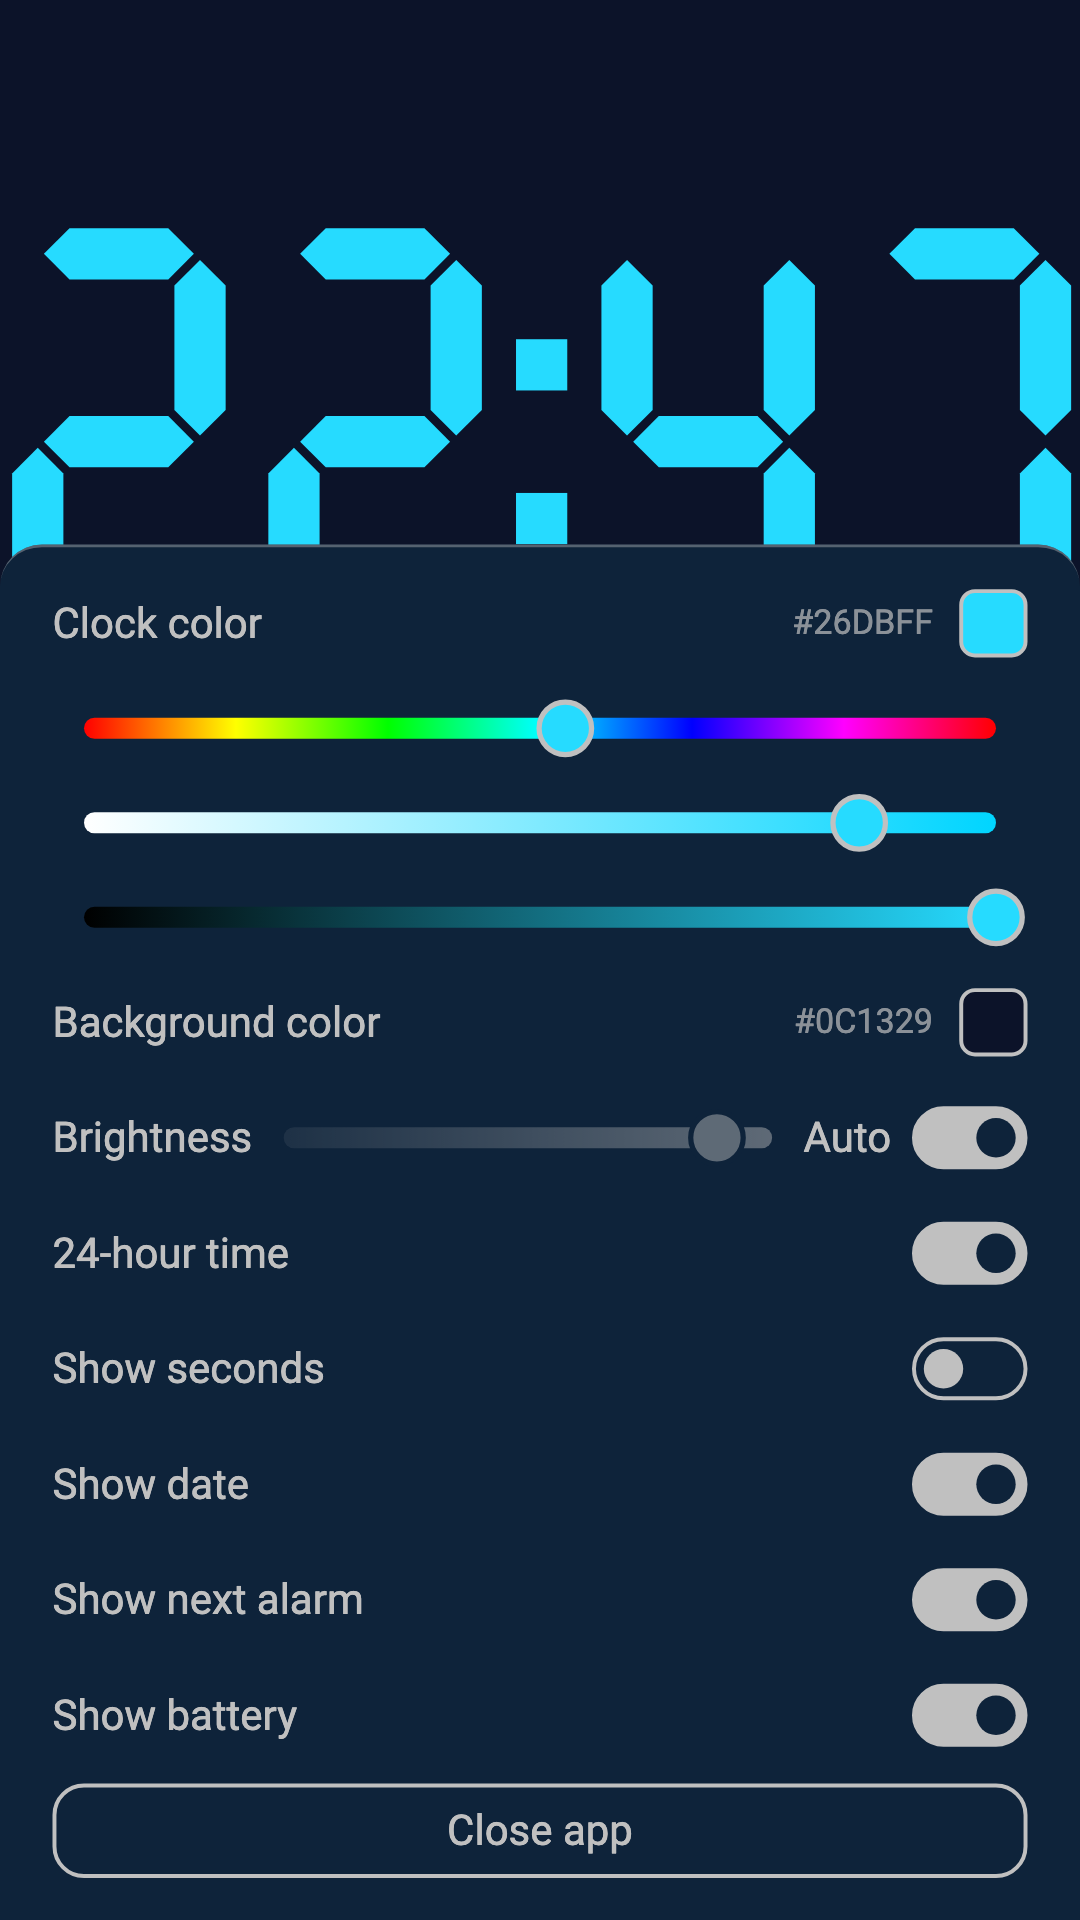 22:47
Clock color #26DBFF
Background color #0C1329
Brightness Auto
24-hour time
Show seconds
Show date
Show next alarm
Show battery
Close app